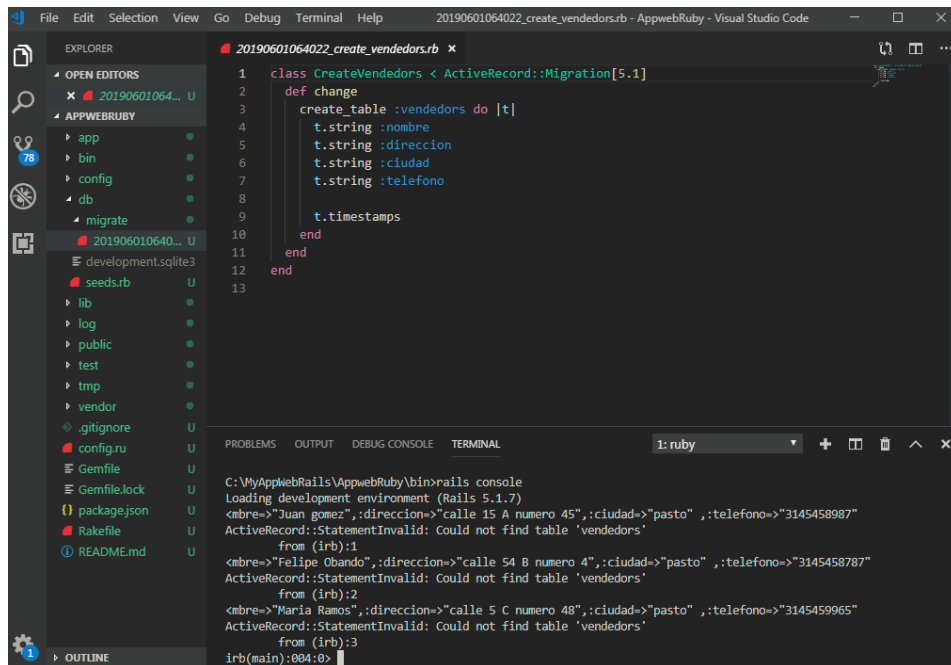 File Edit Selection View Go Debug Terminal Help 20190601064022_create_vendedors.rb - AppwebRuby - Visual Studio Code
EXPLORER
OPEN EDITORS
20190601064... U
APPWEBRUBY
app
bin
config
db
migrate
201906010640... U
development.sqlite3
seeds.rb U
lib
log
public
test
tmp
vendor
.gitignore U
config.ru U
Gemfile U
Gemfile.lock U
{} package.json U
Rakefile U
README.md U
OUTLINE
78
1
20190601064022_create_vendedors.rb
1 class CreateVendedors < ActiveRecord::Migration[5.1]
2 def change
3 create_table :vendedors do |t|
4 t.string :nombre
5 t.string :direccion
6 t.string :ciudad
7 t.string :telefono
8
9 t.timestamps
10 end
11 end
12 end
13
PROBLEMS OUTPUT DEBUG CONSOLE TERMINAL 1: ruby
C:\MyAppWebRails\AppwebRuby\bin>rails console
Loading development environment (Rails 5.1.7)
<mbre=>"Juan gomez",:direccion=>"calle 15 A numero 45",:ciudad=>"pasto" ,:telefono=>"3145458987"
ActiveRecord::StatementInvalid: Could not find table 'vendedors'
from (irb):1
<mbre=>"Felipe Obando",:direccion=>"calle 54 B numero 4",:ciudad=>"pasto" ,:telefono=>"3145458787"
ActiveRecord::StatementInvalid: Could not find table 'vendedors'
from (irb):2
<mbre=>"Maria Ramos",:direccion=>"calle 5 C numero 48",:ciudad=>"pasto" ,:telefono=>"3145459965"
ActiveRecord::StatementInvalid: Could not find table 'vendedors'
from (irb):3
irb(main):004:0>